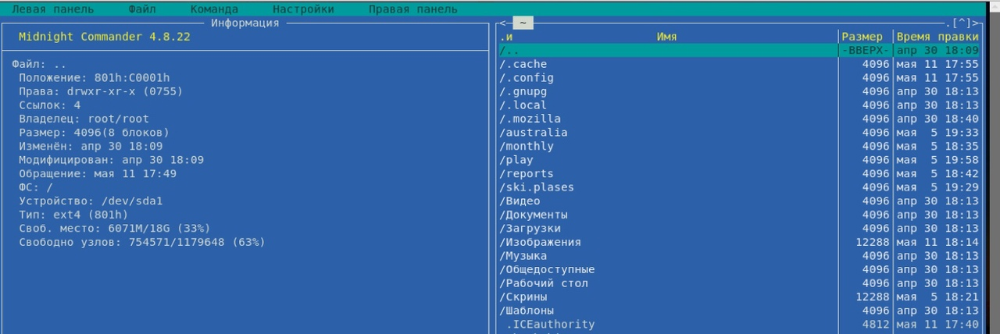 Левая панель Файл Команда Настройки Правая панель
Информация
Midnight Commander 4.8.22
Файл: ..
Положение: 801h:C0001h
Права: drwxr-xr-x (0755)
Ссылок: 4
Владелец: root/root
Размер: 4096(8 блоков)
Изменён: апр 30 18:09
Модифицирован: апр 30 18:09
Обращение: мая 11 17:49
ФС: /
Устройство: /dev/sda1
Тип: ext4 (801h)
Своб. место: 6071M/18G (33%)
Свободно узлов: 754571/1179648 (63%)
<- ~ .[^]>
.и Имя Размер Время правки
/.. -ВВЕРХ- апр 30 18:09
/.cache 4096 мая 11 17:55
/.config 4096 мая 11 17:55
/.gnupg 4096 апр 30 18:13
/.local 4096 апр 30 18:13
/.mozilla 4096 апр 30 18:40
/australia 4096 мая 5 19:33
/monthly 4096 мая 5 18:35
/play 4096 мая 5 19:58
/reports 4096 мая 5 18:42
/ski.plases 4096 мая 5 19:29
/Видео 4096 апр 30 18:13
/Документы 4096 апр 30 18:13
/Загрузки 4096 апр 30 18:13
/Изображения 12288 мая 11 18:14
/Музыка 4096 апр 30 18:13
/Общедоступные 4096 апр 30 18:13
/Рабочий стол 4096 апр 30 18:13
/Скрины 12288 мая 5 18:21
/Шаблоны 4096 апр 30 18:13
.ICEauthority 4812 мая 11 17:40